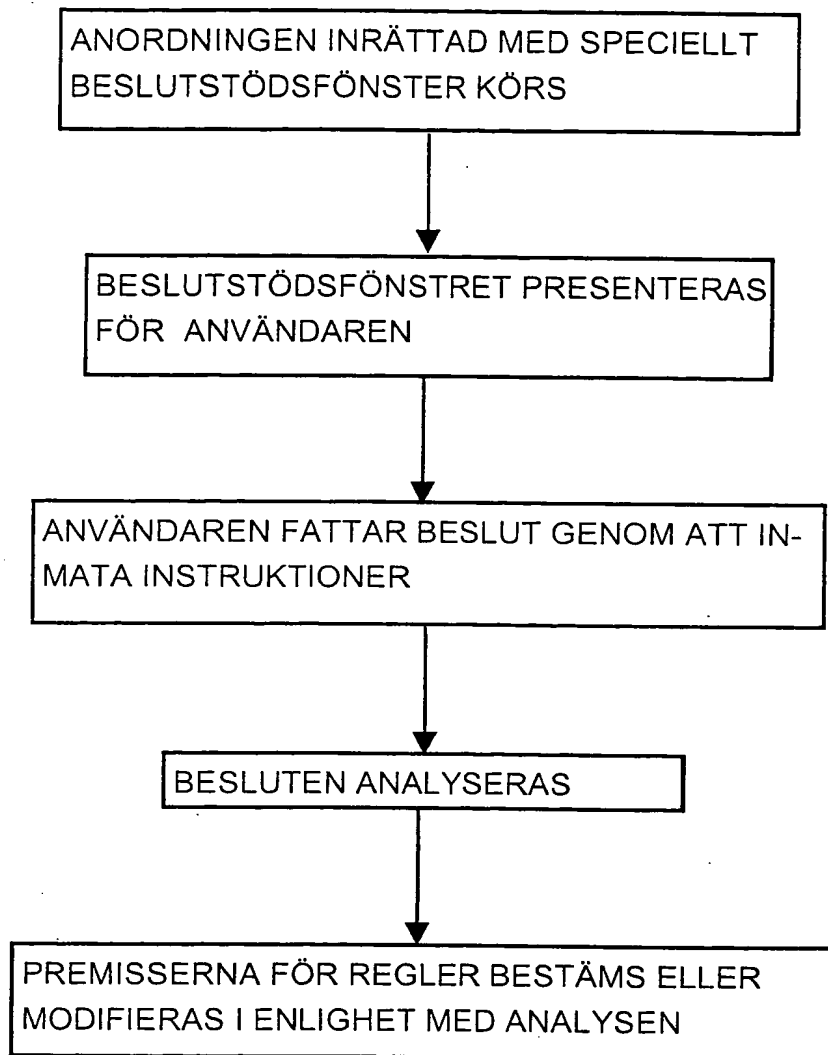 ANORDNINGEN INRÄTTAD MED SPECIELLT
BESLUTSTÖDSFÖNSTER KÖRS
BESLUTSTÖDSFÖNSTRET PRESENTERAS
FÖR ANVÄNDAREN
ANVÄNDAREN FATTAR BESLUT GENOM ATT IN-
MATA INSTRUKTIONER
BESLUTEN ANALYSERAS
PREMISSERNA FÖR REGLER BESTÄMS ELLER
MODIFIERAS I ENLIGHET MED ANALYSEN